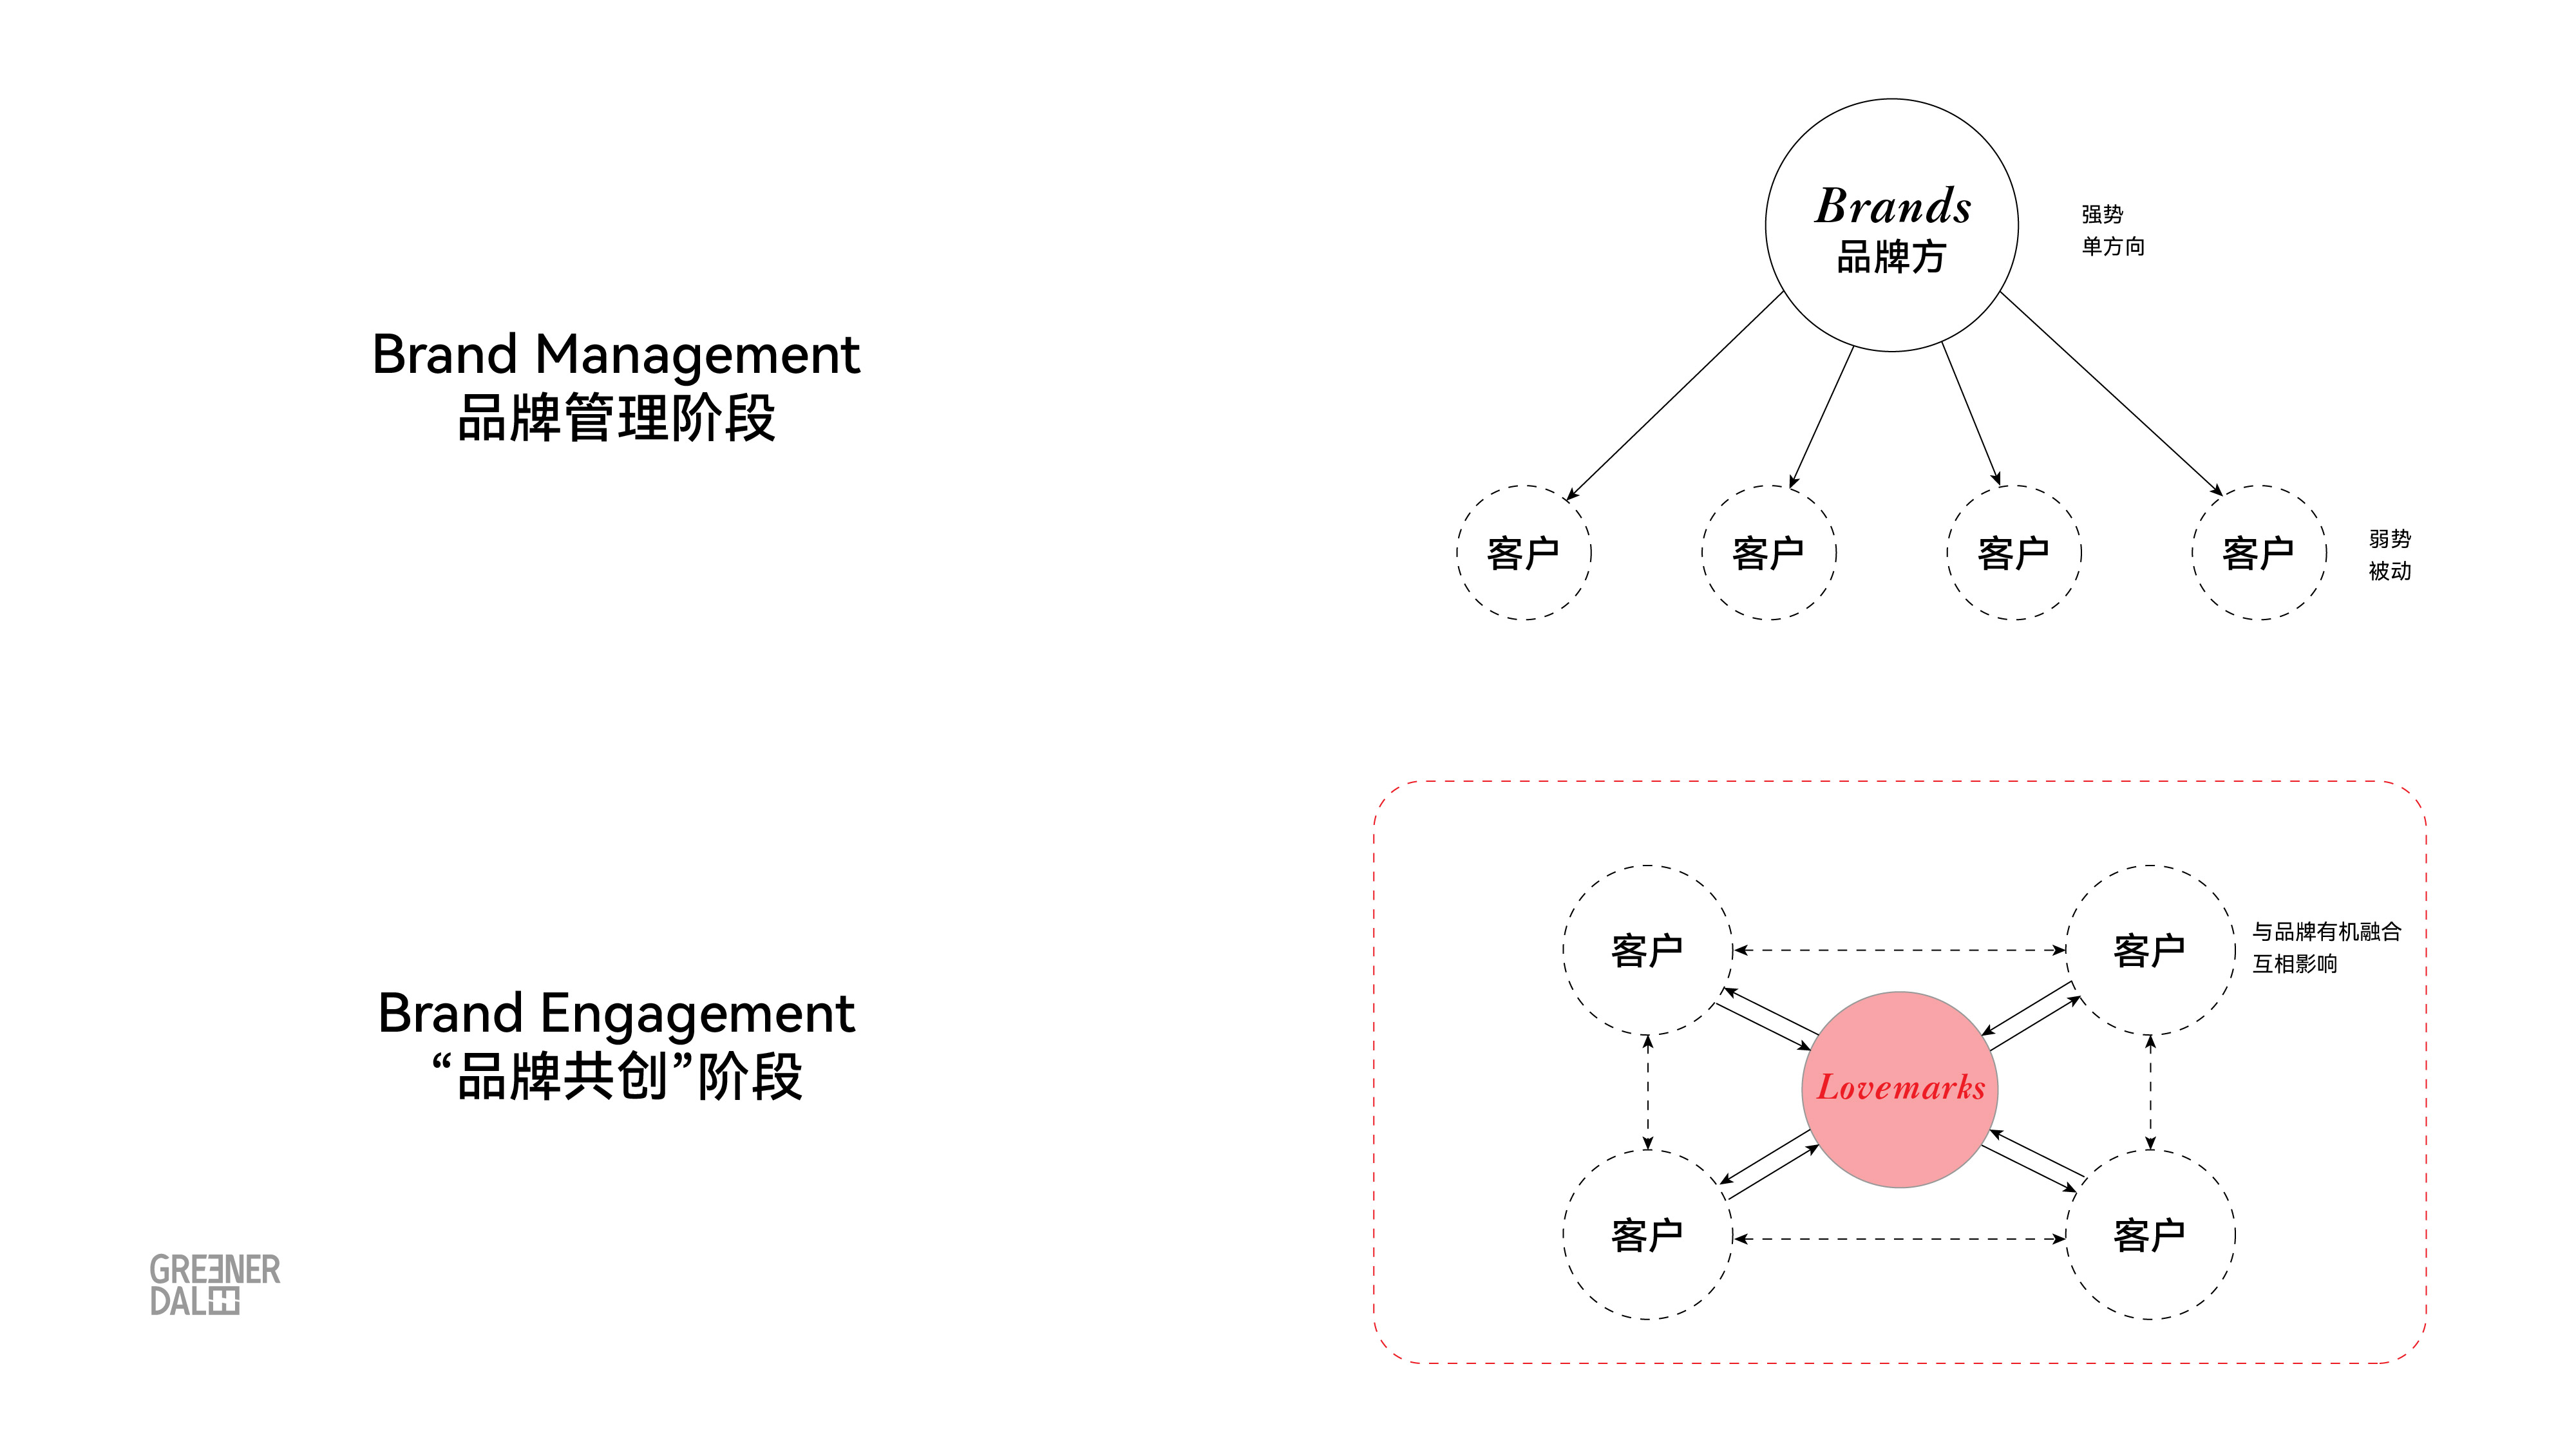 Brand Management
品牌管理阶段
Brands
品牌方
强势
单方向
客户
客户
客户
客户
弱势
被动
Brand Engagement
“品牌共创”阶段
客户
客户
与品牌有机融合
互相影响
Lovemarks
客户
客户
GREENER
DALE